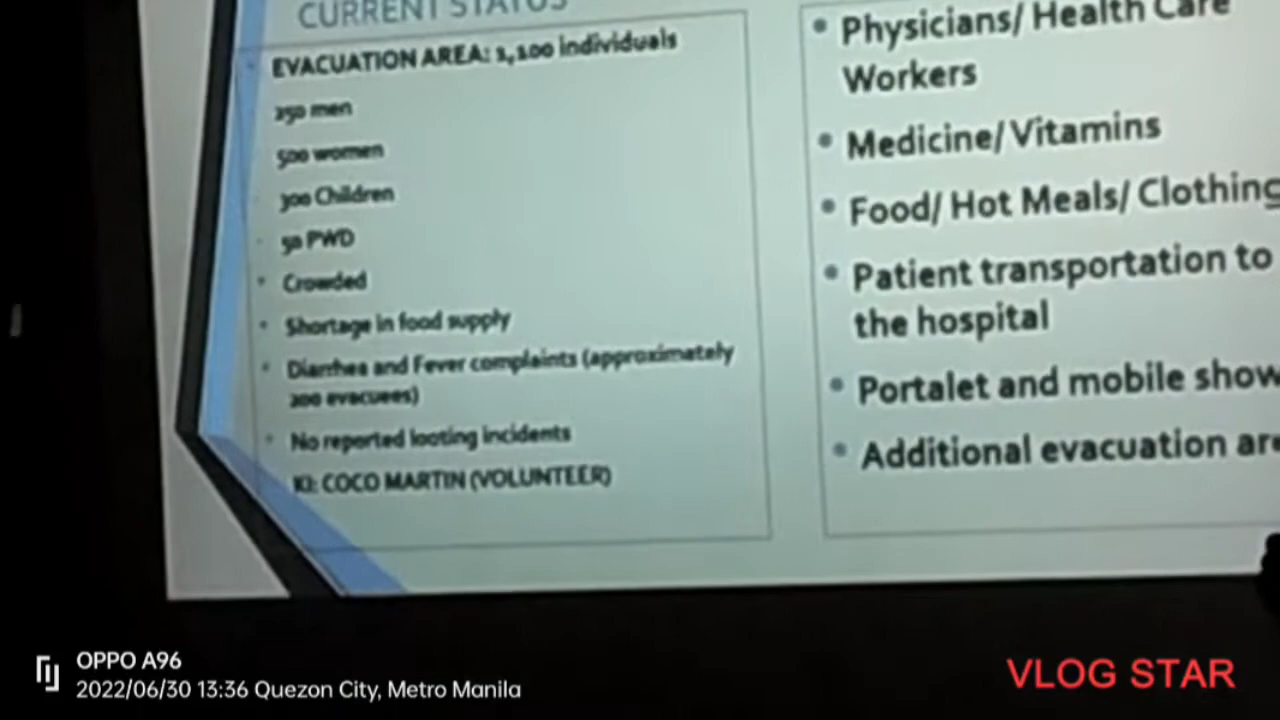 CURRENT STATUS
EVACUATION AREA: 1,100 individuals
250 men
500 women
300 Children
50 PWD
Crowded
Shortage in food supply
Diarrhea and Fever complaints (approximately
200 evacuees)
No reported looting incidents
KI: COCO MARTIN (VOLUNTEER)
Physicians/ Health Care
Workers
Medicine/ Vitamins
Food/ Hot Meals/ Clothing
Patient transportation to
the hospital
Portalet and mobile show
Additional evacuation are
OPPO A96
2022/06/30 13:36 Quezon City, Metro Manila
VLOG STAR